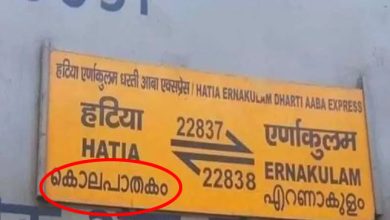 हटिया एर्णाकुलम धरती आबा एक्सप्रेस / HATIA ERNAKULAM DHARTI AABA EXPRESS
हटिया 22837 एर्णाकुलम
HATIA ERNAKULAM
കൊലപാതകം 22838 എറണാകുളം